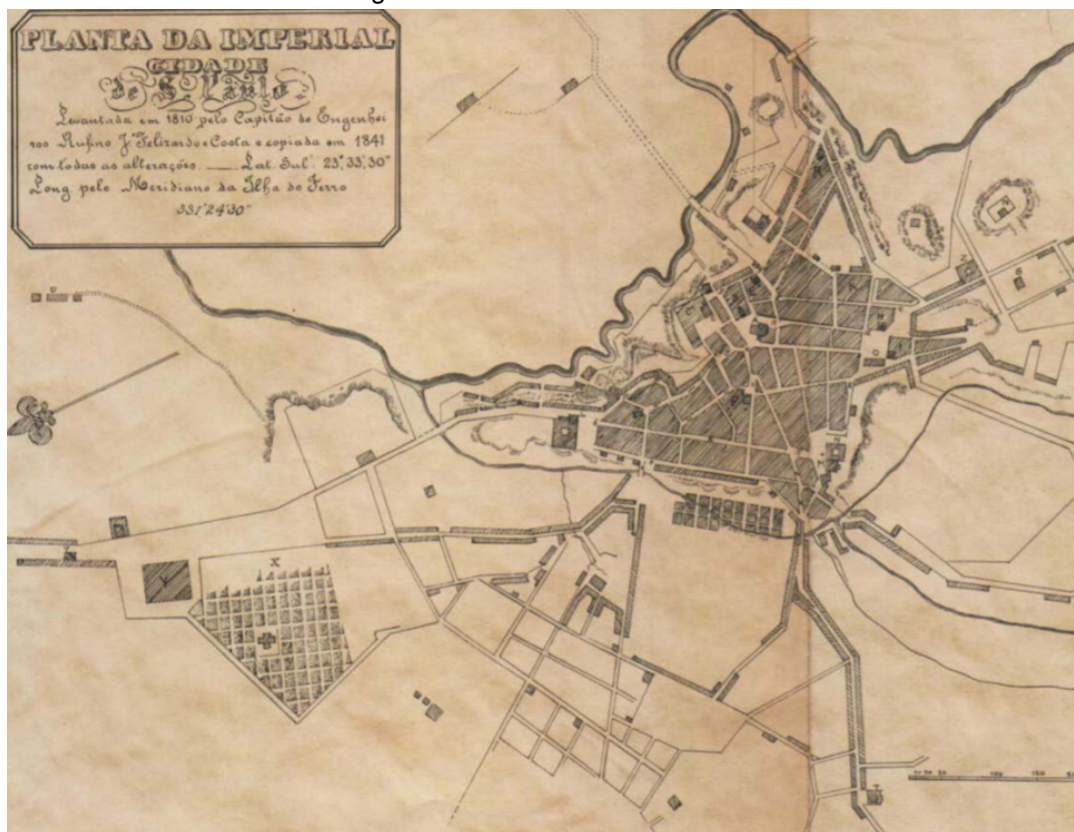 PLANTA DA IMPERIAL
CIDADE
de S. Paulo.
Levantada em 1810 pelo Capitão de Engenhei
ros Rufino J. Felizardo e Costa e copiada em 1841
com todas as alterações. ___ Lat. Sul. 23°,33',30"
Long pelo Meridiano da Ilha do Ferro
331°24'30"
X